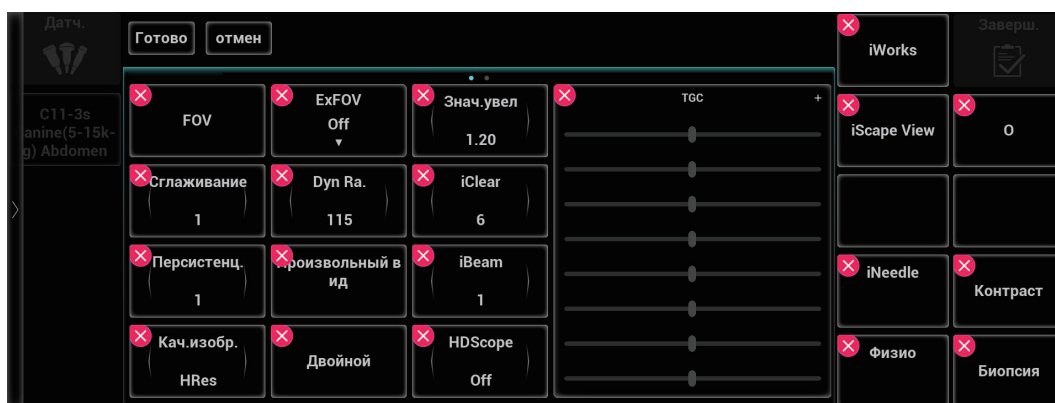 Датч.
Готово
отмен
iWorks
Заверш.
C11-3s
anine(5-15k-
g) Abdomen
FOV
ExFOV
Off
Знач.увел
1.20
TGC
+
iScape View
O
Сглаживание
1
Dyn Ra.
115
iClear
6
Персистенц.
1
Произвольный в
ид
iBeam
1
iNeedle
Контраст
Кач.изобр.
HRes
Двойной
HDScope
Off
Физио
Биопсия